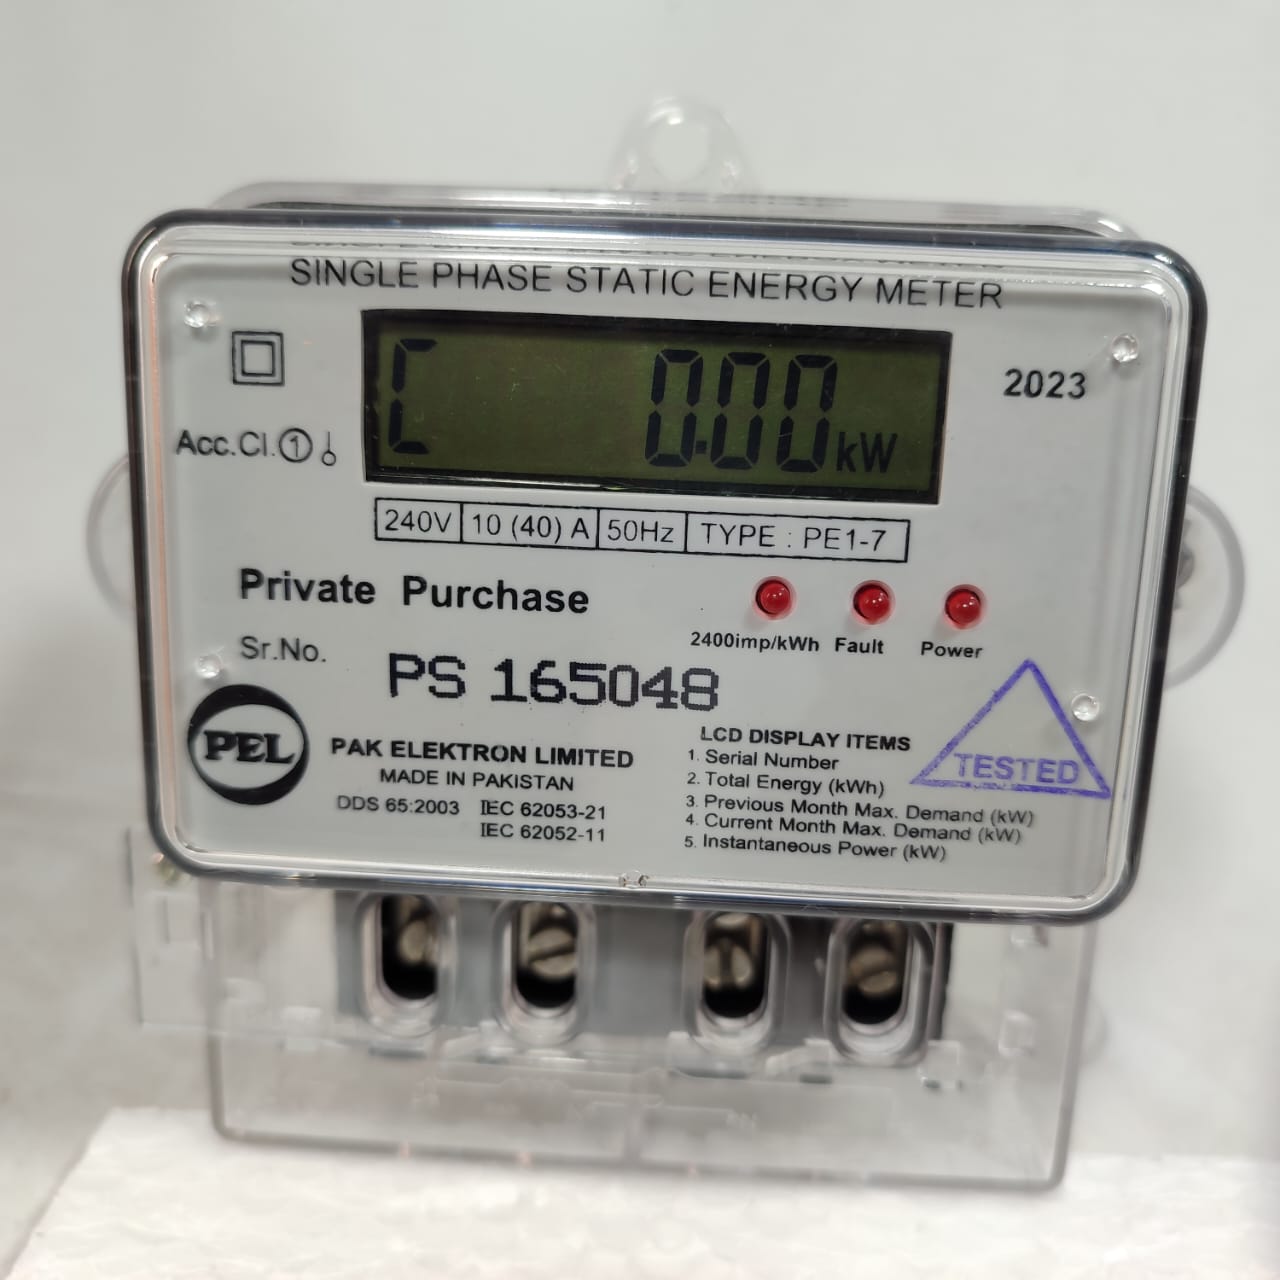 SINGLE PHASE STATIC ENERGY METER
C 0.00 kW
2023
Acc.Cl.①
240V 10 (40) A 50Hz TYPE : PE1-7
Private Purchase
2400imp/kWh Fault Power
Sr.No. PS 165048
PEL
PAK ELEKTRON LIMITED
MADE IN PAKISTAN
DDS 65:2003 IEC 62053-21
IEC 62052-11
LCD DISPLAY ITEMS
1. Serial Number
2. Total Energy (kWh)
3. Previous Month Max. Demand (kW)
4. Current Month Max. Demand (kW)
5. Instantaneous Power (kW)
TESTED